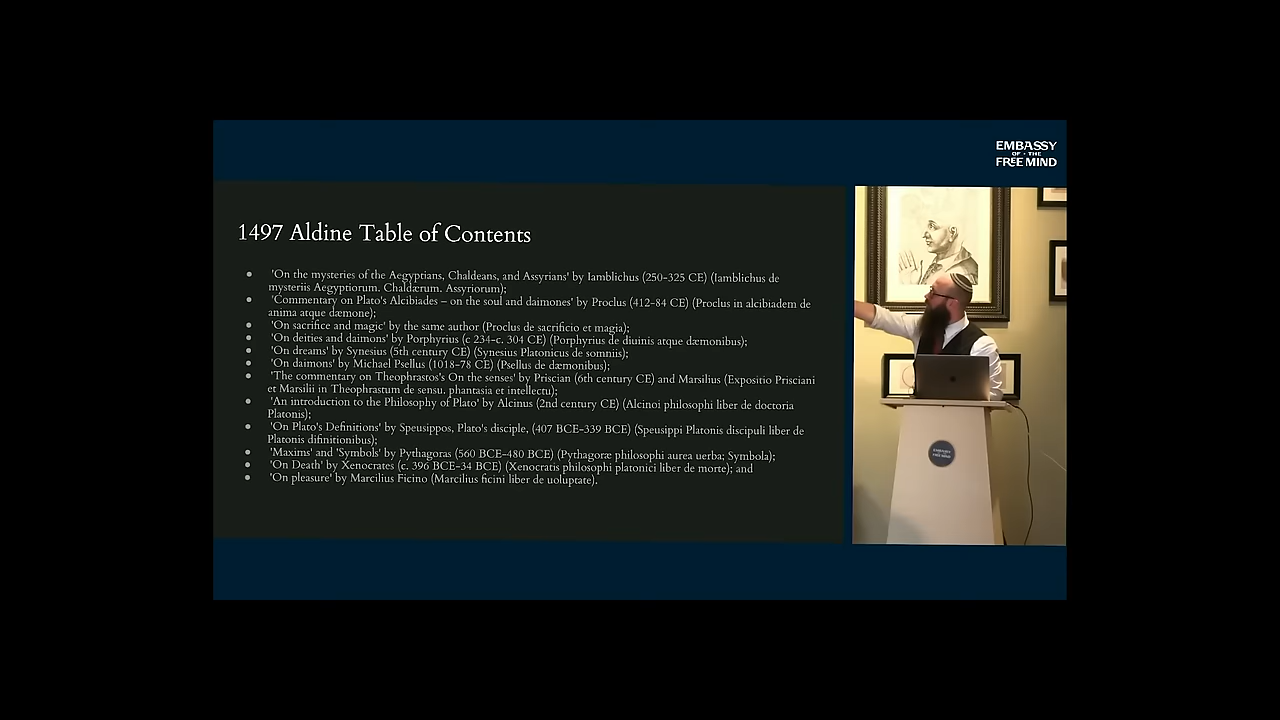 EMBASSY
OF • THE
FREE MIND
1497 Aldine Table of Contents
'On the mysteries of the Aegyptians, Chaldeans, and Assyrians' by Iamblichus (250-325 CE) (Iamblichus de
mysteriis Aegyptiorum. Chaldærum. Assyriorum);
'Commentary on Plato's Alcibiades – on the soul and daimones' by Proclus (412-84 CE) (Proclus in alcibiadem de
anima atque dæmone);
'On sacrifice and magic' by the same author (Proclus de sacrificio et magia);
'On deities and daimons' by Porphyrius (c 234-c. 304 CE) (Porphyrius de diuinis atque dæmonibus);
'On dreams' by Synesius (5th century CE) (Synesius Platonicus de somniis);
'On daimons' by Michael Psellus (1018-78 CE) (Psellus de dæmonibus);
'The commentary on Theophrastos's On the senses' by Priscian (6th century CE) and Marsilius (Expositio Prisciani
et Marsilii in Theophrastum de sensu. phantasia et intellectu);
'An introduction to the Philosophy of Plato' by Alcinus (2nd century CE) (Alcinoi philosophi liber de doctoria
Platonis);
'On Plato's Definitions' by Speusippos, Plato's disciple, (407 BCE-339 BCE) (Speusippi Platonis discipuli liber de
Platonis difinitionibus);
'Maxims' and 'Symbols' by Pythagoras (560 BCE-480 BCE) (Pythagoræ philosophi aurea uerba; Symbola);
'On Death' by Xenocrates (c. 396 BCE-34 BCE) (Xenocratis philosophi platonici liber de morte); and
'On pleasure' by Marcilius Ficino (Marcilius ficini liber de uoluptate).